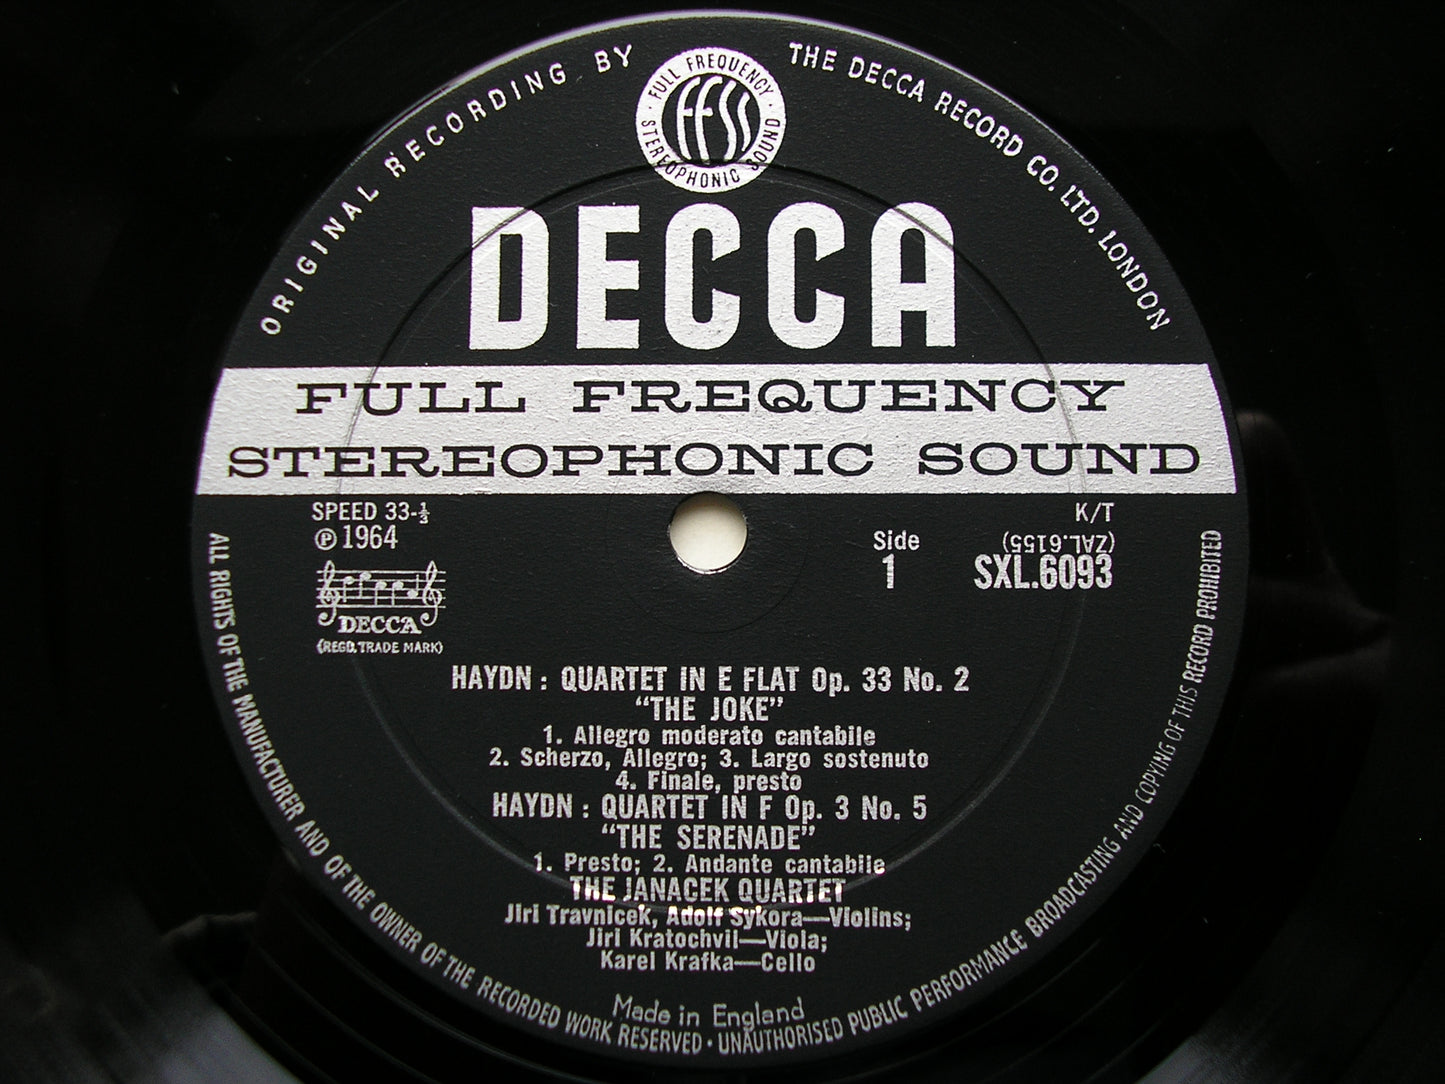 ORIGINAL RECORDING BY
THE DECCA RECORD CO. LTD. LONDON
FULL FREQUENCY
STEREOPHONIC SOUND
FFSS
DECCA
FULL FREQUENCY
STEREOPHONIC SOUND
SPEED 33-⅓
℗ 1964
DECCA
(REGD. TRADE MARK)
Side
1
K/T
(ZAL.6155)
SXL.6093
HAYDN : QUARTET IN E FLAT Op. 33 No. 2
“THE JOKE”
1. Allegro moderato cantabile
2. Scherzo, Allegro; 3. Largo sostenuto
4. Finale, presto
HAYDN : QUARTET IN F Op. 3 No. 5
“THE SERENADE”
1. Presto; 2. Andante cantabile
THE JANACEK QUARTET
Jiri Travnicek, Adolf Sykora—Violins;
Jiri Kratochvil—Viola;
Karel Krafka—Cello
Made in England
ALL RIGHTS OF THE MANUFACTURER AND OF THE OWNER OF THE RECORDED WORK RESERVED · UNAUTHORISED PUBLIC PERFORMANCE BROADCASTING AND COPYING OF THIS RECORD PROHIBITED